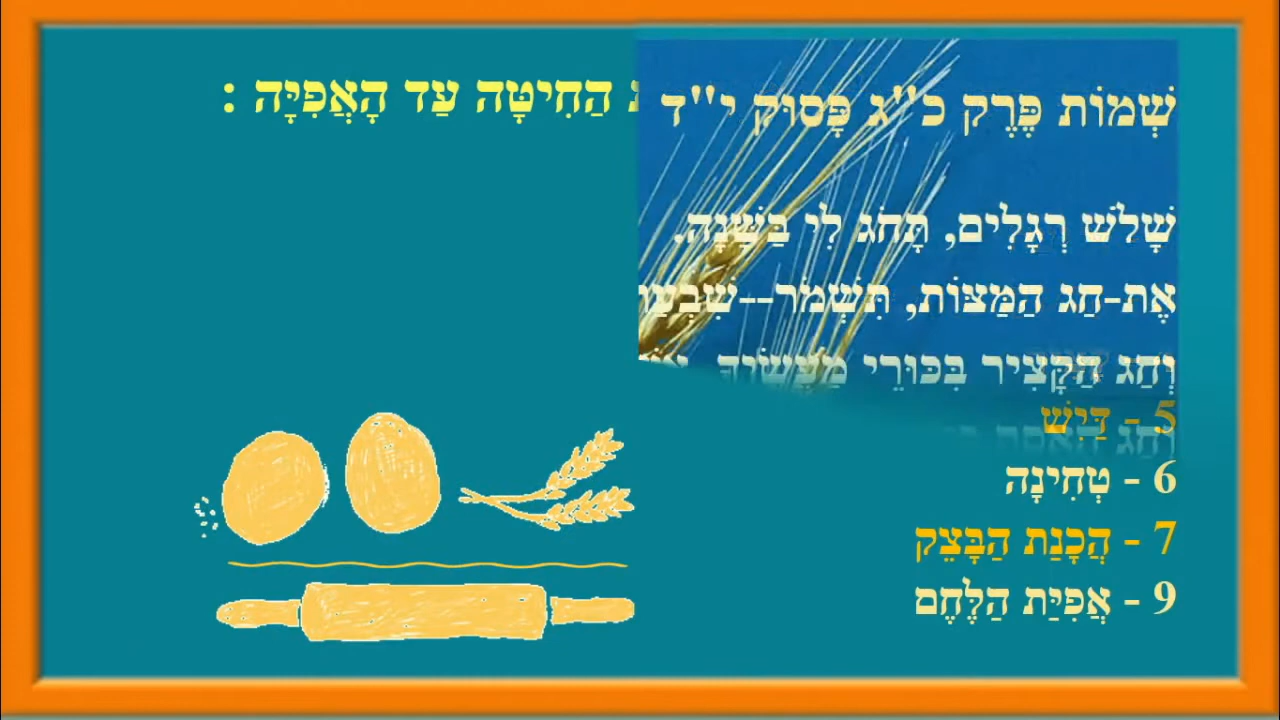 הַחִיטָּה עַד הָאֲפִיָּה :
שְׁמוֹת פֶּרֶק כ"ג פָּסוּק י"ד
שָׁלֹשׁ רְגָלִים, תָּחֹג לִי בַּשָּׁנָה.
אֶת-חַג הַמַּצּוֹת, תִּשְׁמֹר--
וְחַג הַקָּצִיר בִּכּוּרֵי מַעֲשֶׂיךָ
5 - דַּיִשׁ
6 - טְחִינָה
7 - הֲכָנַת הַבָּצֵק
9 - אֲפִיַּת הַלֶּחֶם